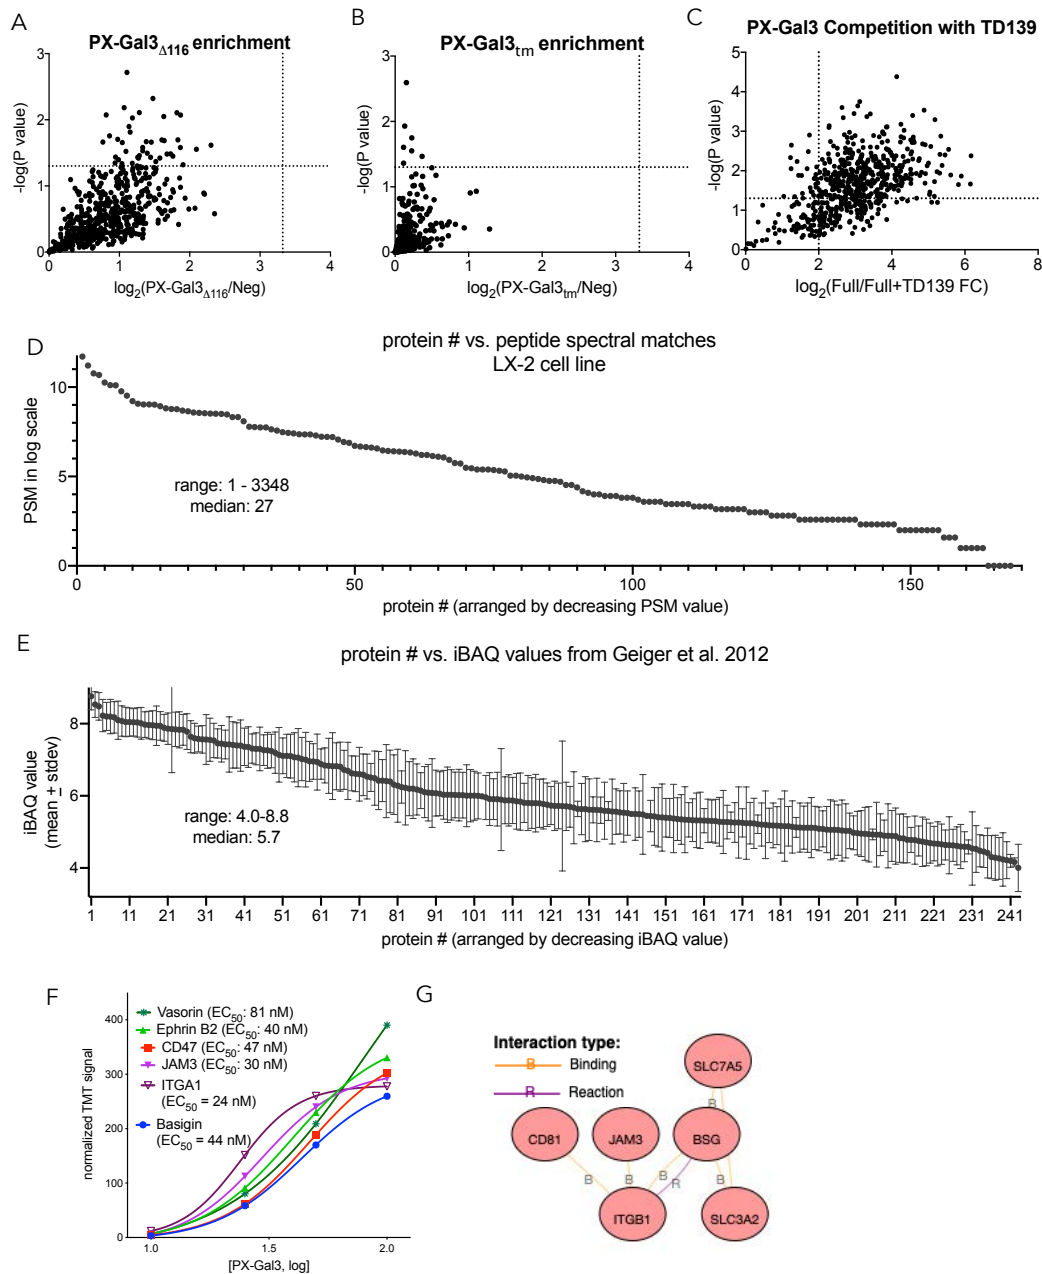 A
PX-Gal3Δ116 enrichment
3
2
1
0
-log(P value)
0 1 2 3 4
log2(PX-Gal3Δ116/Neg)
B
PX-Gal3tm enrichment
3
2
1
0
-log(P value)
0 1 2 3 4
log2(PX-Gal3tm/Neg)
C
PX-Gal3 Competition with TD139
5
4
3
2
1
0
-log(P value)
0 2 4 6 8
log2(Full/Full+TD139 FC)
D
protein # vs. peptide spectral matches
LX-2 cell line
10
5
0
PSM in log scale
range: 1 - 3348
median: 27
0 50 100 150
protein # (arranged by decreasing PSM value)
E
protein # vs. iBAQ values from Geiger et al. 2012
8
6
4
iBAQ value
(mean ± stdev)
range: 4.0-8.8
median: 5.7
1 11 21 31 41 51 61 71 81 91 101 111 121 131 141 151 161 171 181 191 201 211 221 231 241
protein # (arranged by decreasing iBAQ value)
F
400
300
200
100
0
normalized TMT signal
Vasorin (EC50: 81 nM)
Ephrin B2 (EC50: 40 nM)
CD47 (EC50: 47 nM)
JAM3 (EC50: 30 nM)
ITGA1
(EC50 = 24 nM)
Basigin
(EC50 = 44 nM)
1.0 1.5 2.0
[PX-Gal3, log]
G
Interaction type:
B Binding
R Reaction
SLC7A5
B
CD81 JAM3 BSG
B B B R B
ITGB1 SLC3A2